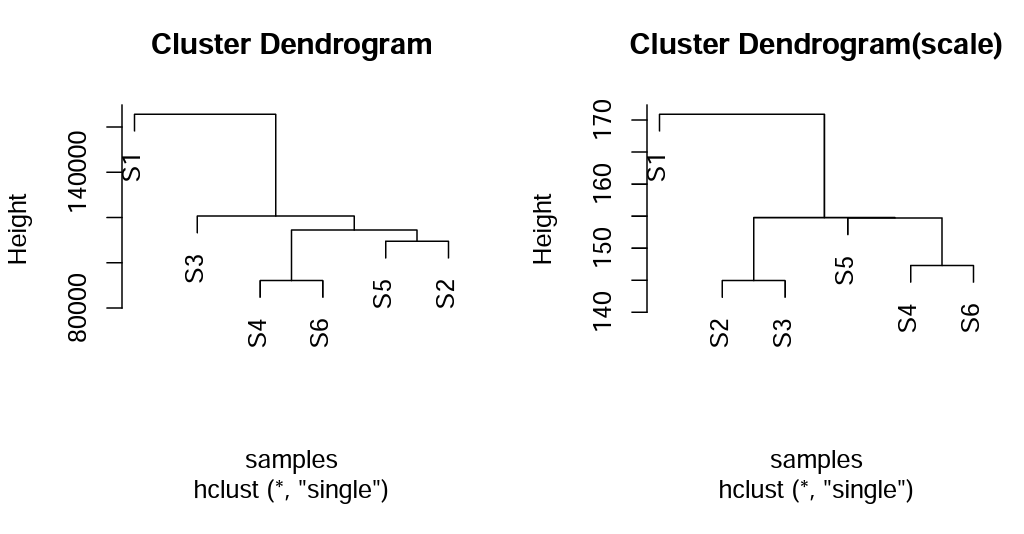 Cluster Dendrogram
Height
80000 140000
S1
S3
S4
S6
S5
S2
samples
hclust (*, "single")
Cluster Dendrogram(scale)
Height
140 150 160 170
S1
S2
S3
S5
S4
S6
samples
hclust (*, "single")